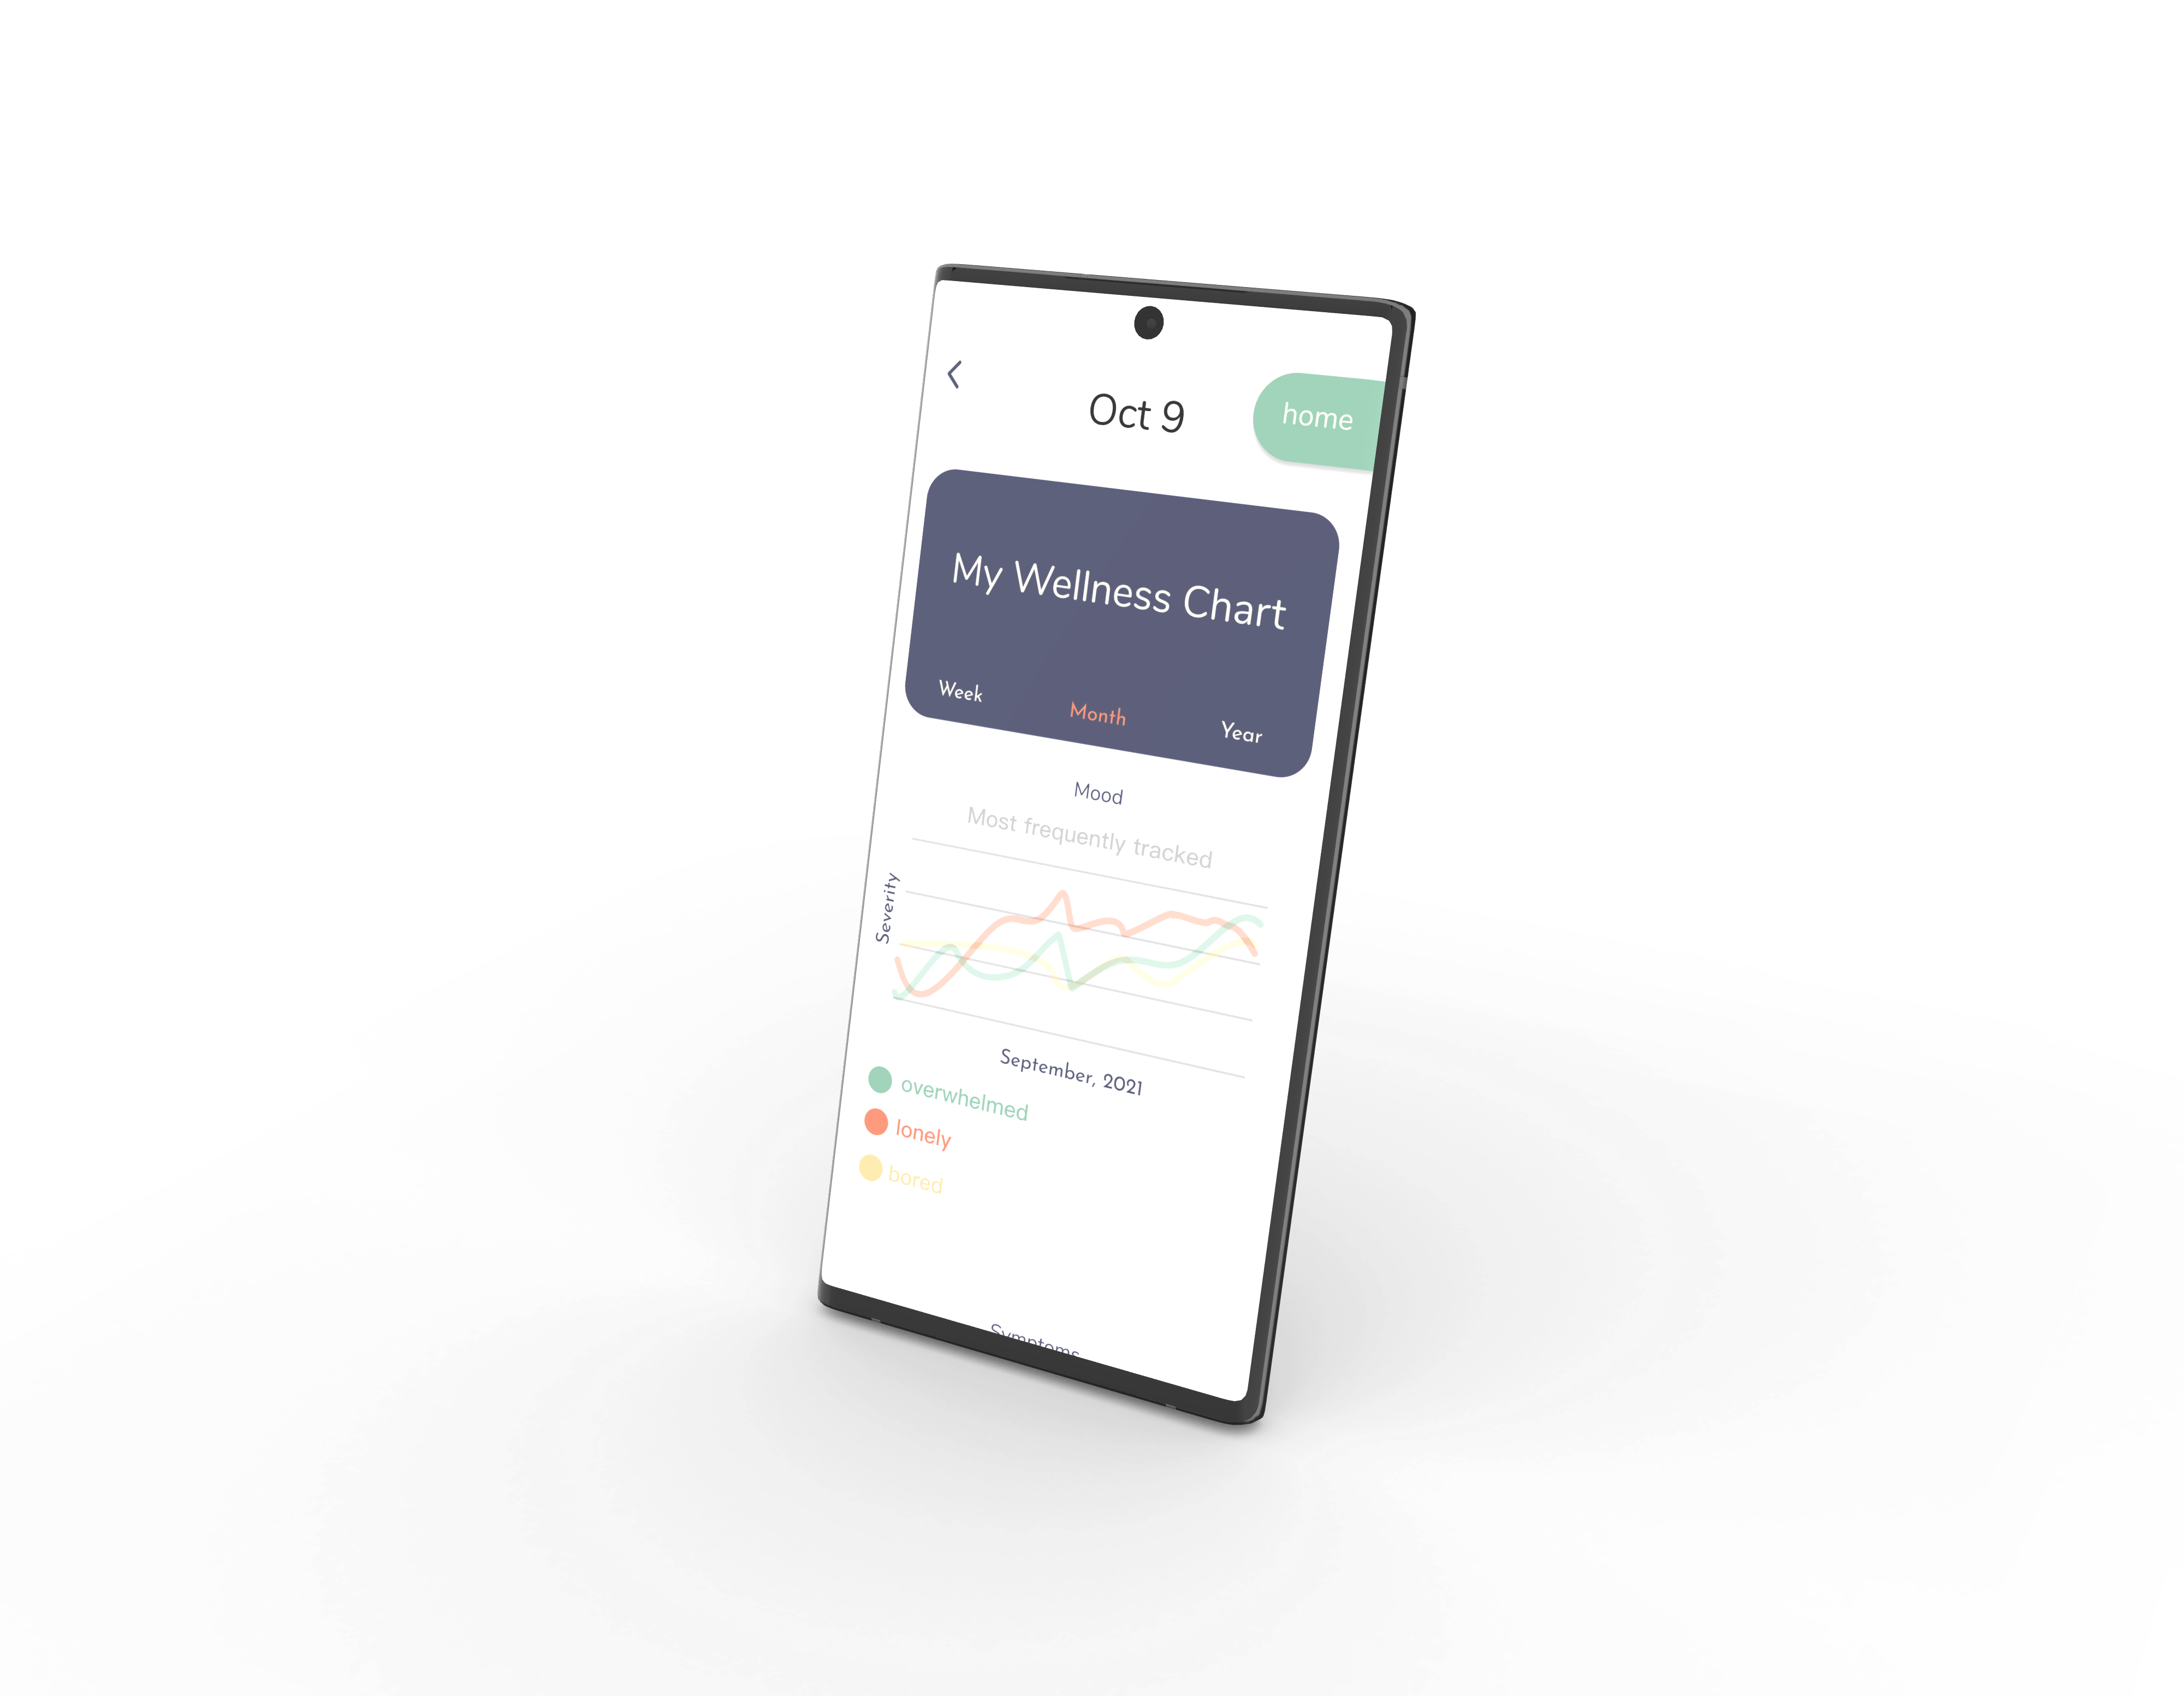 Oct 9
home
My Wellness Chart
Week
Month
Year
Mood
Most frequently tracked
Severity
September, 2021
overwhelmed
lonely
bored
Symptoms